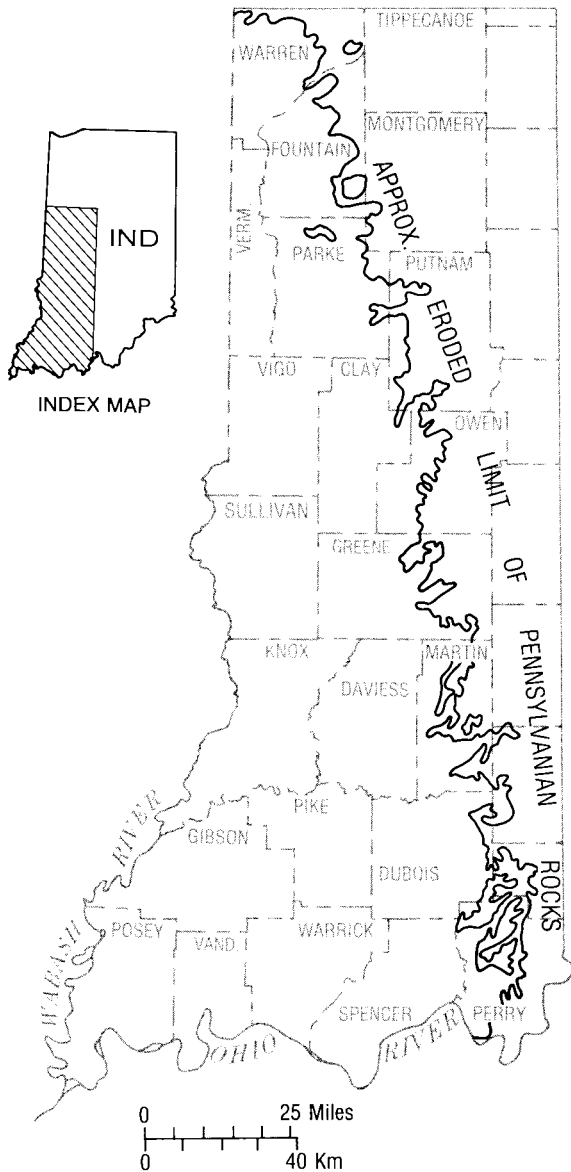 TIPPECANOE
WARREN
MONTGOMERY
FOUNTAIN
VERM.
PARKE
PUTNAM
VIGO
CLAY
OWEN
SULLIVAN
GREENE
KNOX
DAVIESS
MARTIN
PIKE
GIBSON
DUBOIS
POSEY
VAND.
WARRICK
SPENCER
PERRY
APPROX. ERODED LIMIT OF PENNSYLVANIAN ROCKS
IND
INDEX MAP
WABASH RIVER
OHIO RIVER
0 25 Miles
0 40 Km